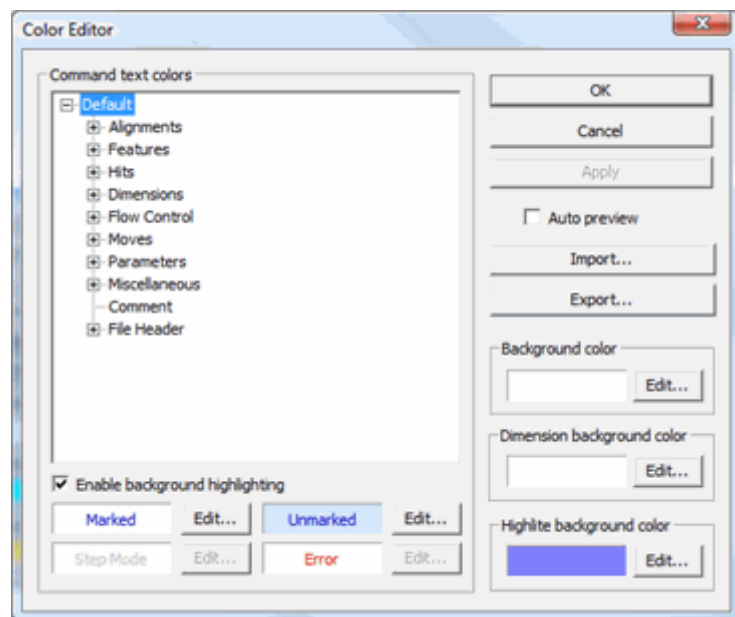 Color Editor
Command text colors
Default
Alignments
Features
Hits
Dimensions
Flow Control
Moves
Parameters
Miscellaneous
Comment
File Header
Enable background highlighting
Marked Edit... Unmarked Edit...
Step Mode Edit... Error Edit...
OK
Cancel
Apply
Auto preview
Import...
Export...
Background color
Edit...
Dimension background color
Edit...
Highlite background color
Edit...